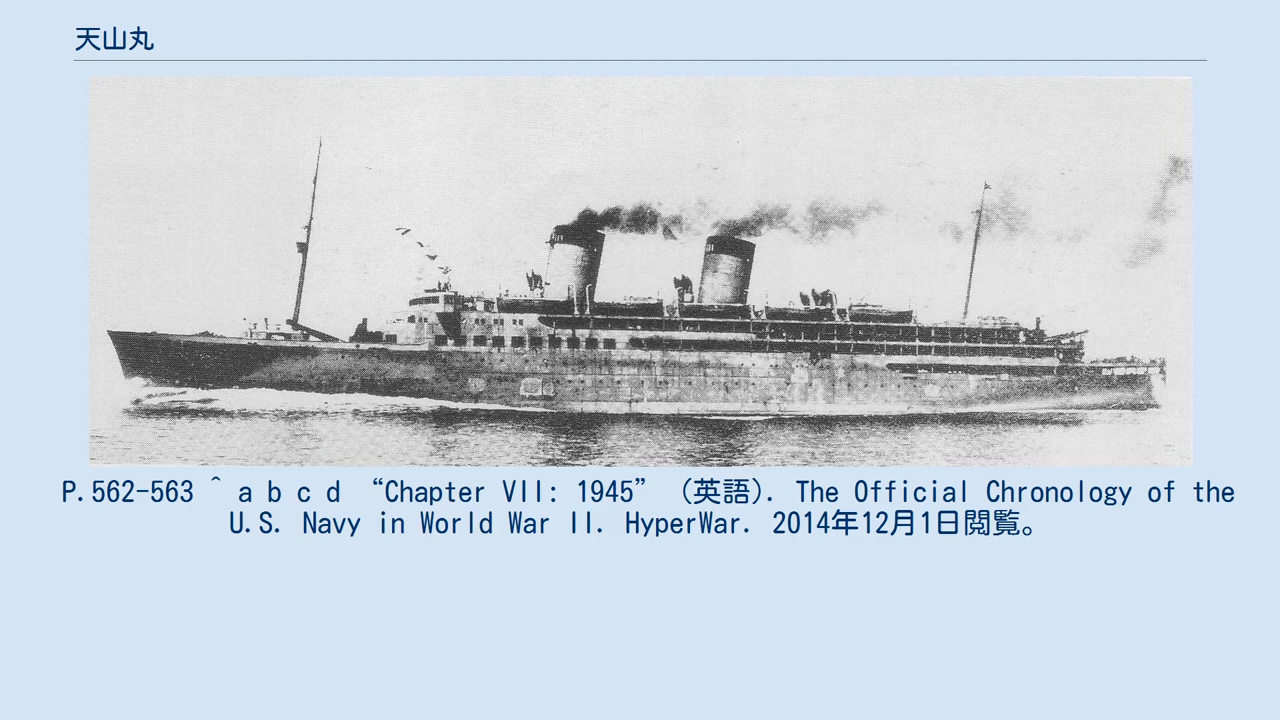 天山丸
P.562-563 ^ a b c d “Chapter VII: 1945” (英語). The Official Chronology of the
U.S. Navy in World War II. HyperWar. 2014年12月1日閲覧。